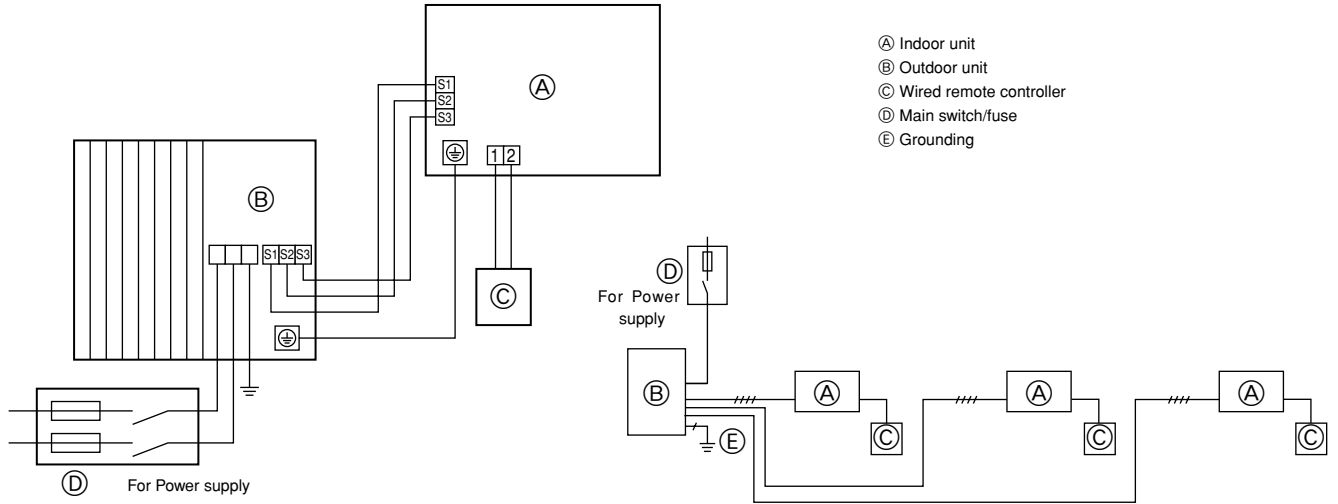 S1
S2
S3
Ⓐ
1 2
Ⓑ
S1 S2 S3
Ⓒ
Ⓓ
For Power supply
Ⓐ Indoor unit
Ⓑ Outdoor unit
Ⓒ Wired remote controller
Ⓓ Main switch/fuse
Ⓔ Grounding
Ⓓ
For Power
supply
Ⓑ
Ⓐ
Ⓐ
Ⓐ
Ⓒ
Ⓒ
Ⓒ
Ⓔ